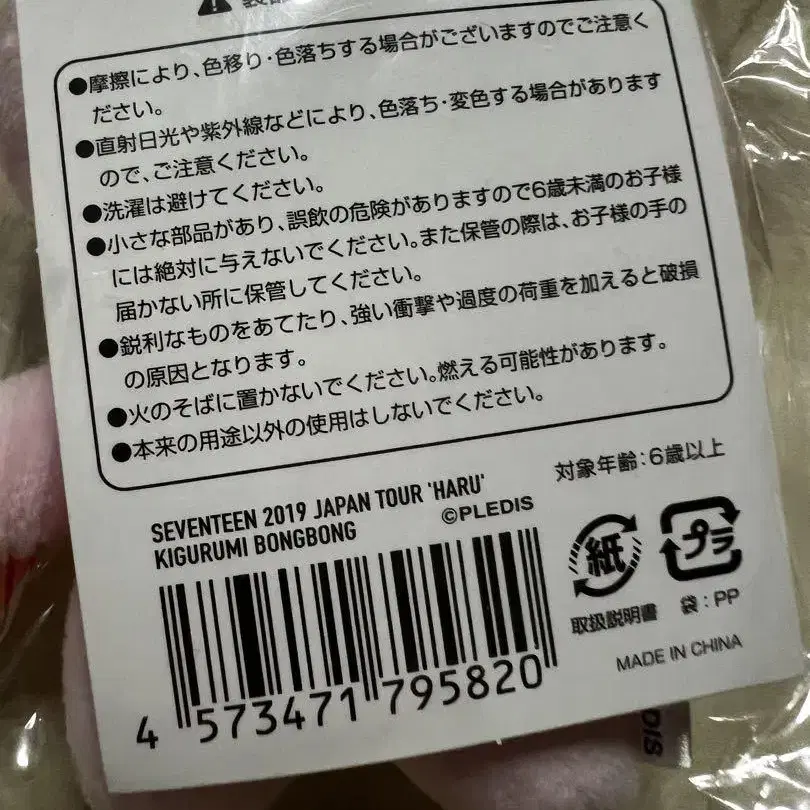 ●摩擦により、色移り・色落ちする場合がございますのでご注意く
ださい。
●直射日光や紫外線などにより、色落ち・変色する場合があります
ので、ご注意ください。
●洗濯は避けてください。
●小さな部品があり、誤飲の危険がありますので6歳未満のお子様
には絶対に与えないでください。また保管の際は、お子様の手の
届かない所に保管してください。
●鋭利なものをあてたり、強い衝撃や過度の荷重を加えると破損
の原因となります。
●火のそばに置かないでください。燃える可能性があります。
●本来の用途以外の使用はしないでください。
対象年齢:6歳以上
SEVENTEEN 2019 JAPAN TOUR 'HARU'
KIGURUMI BONGBONG
©PLEDIS
紙
プラ
取扱説明書
袋:PP
MADE IN CHINA
4 573471 795820
DIS